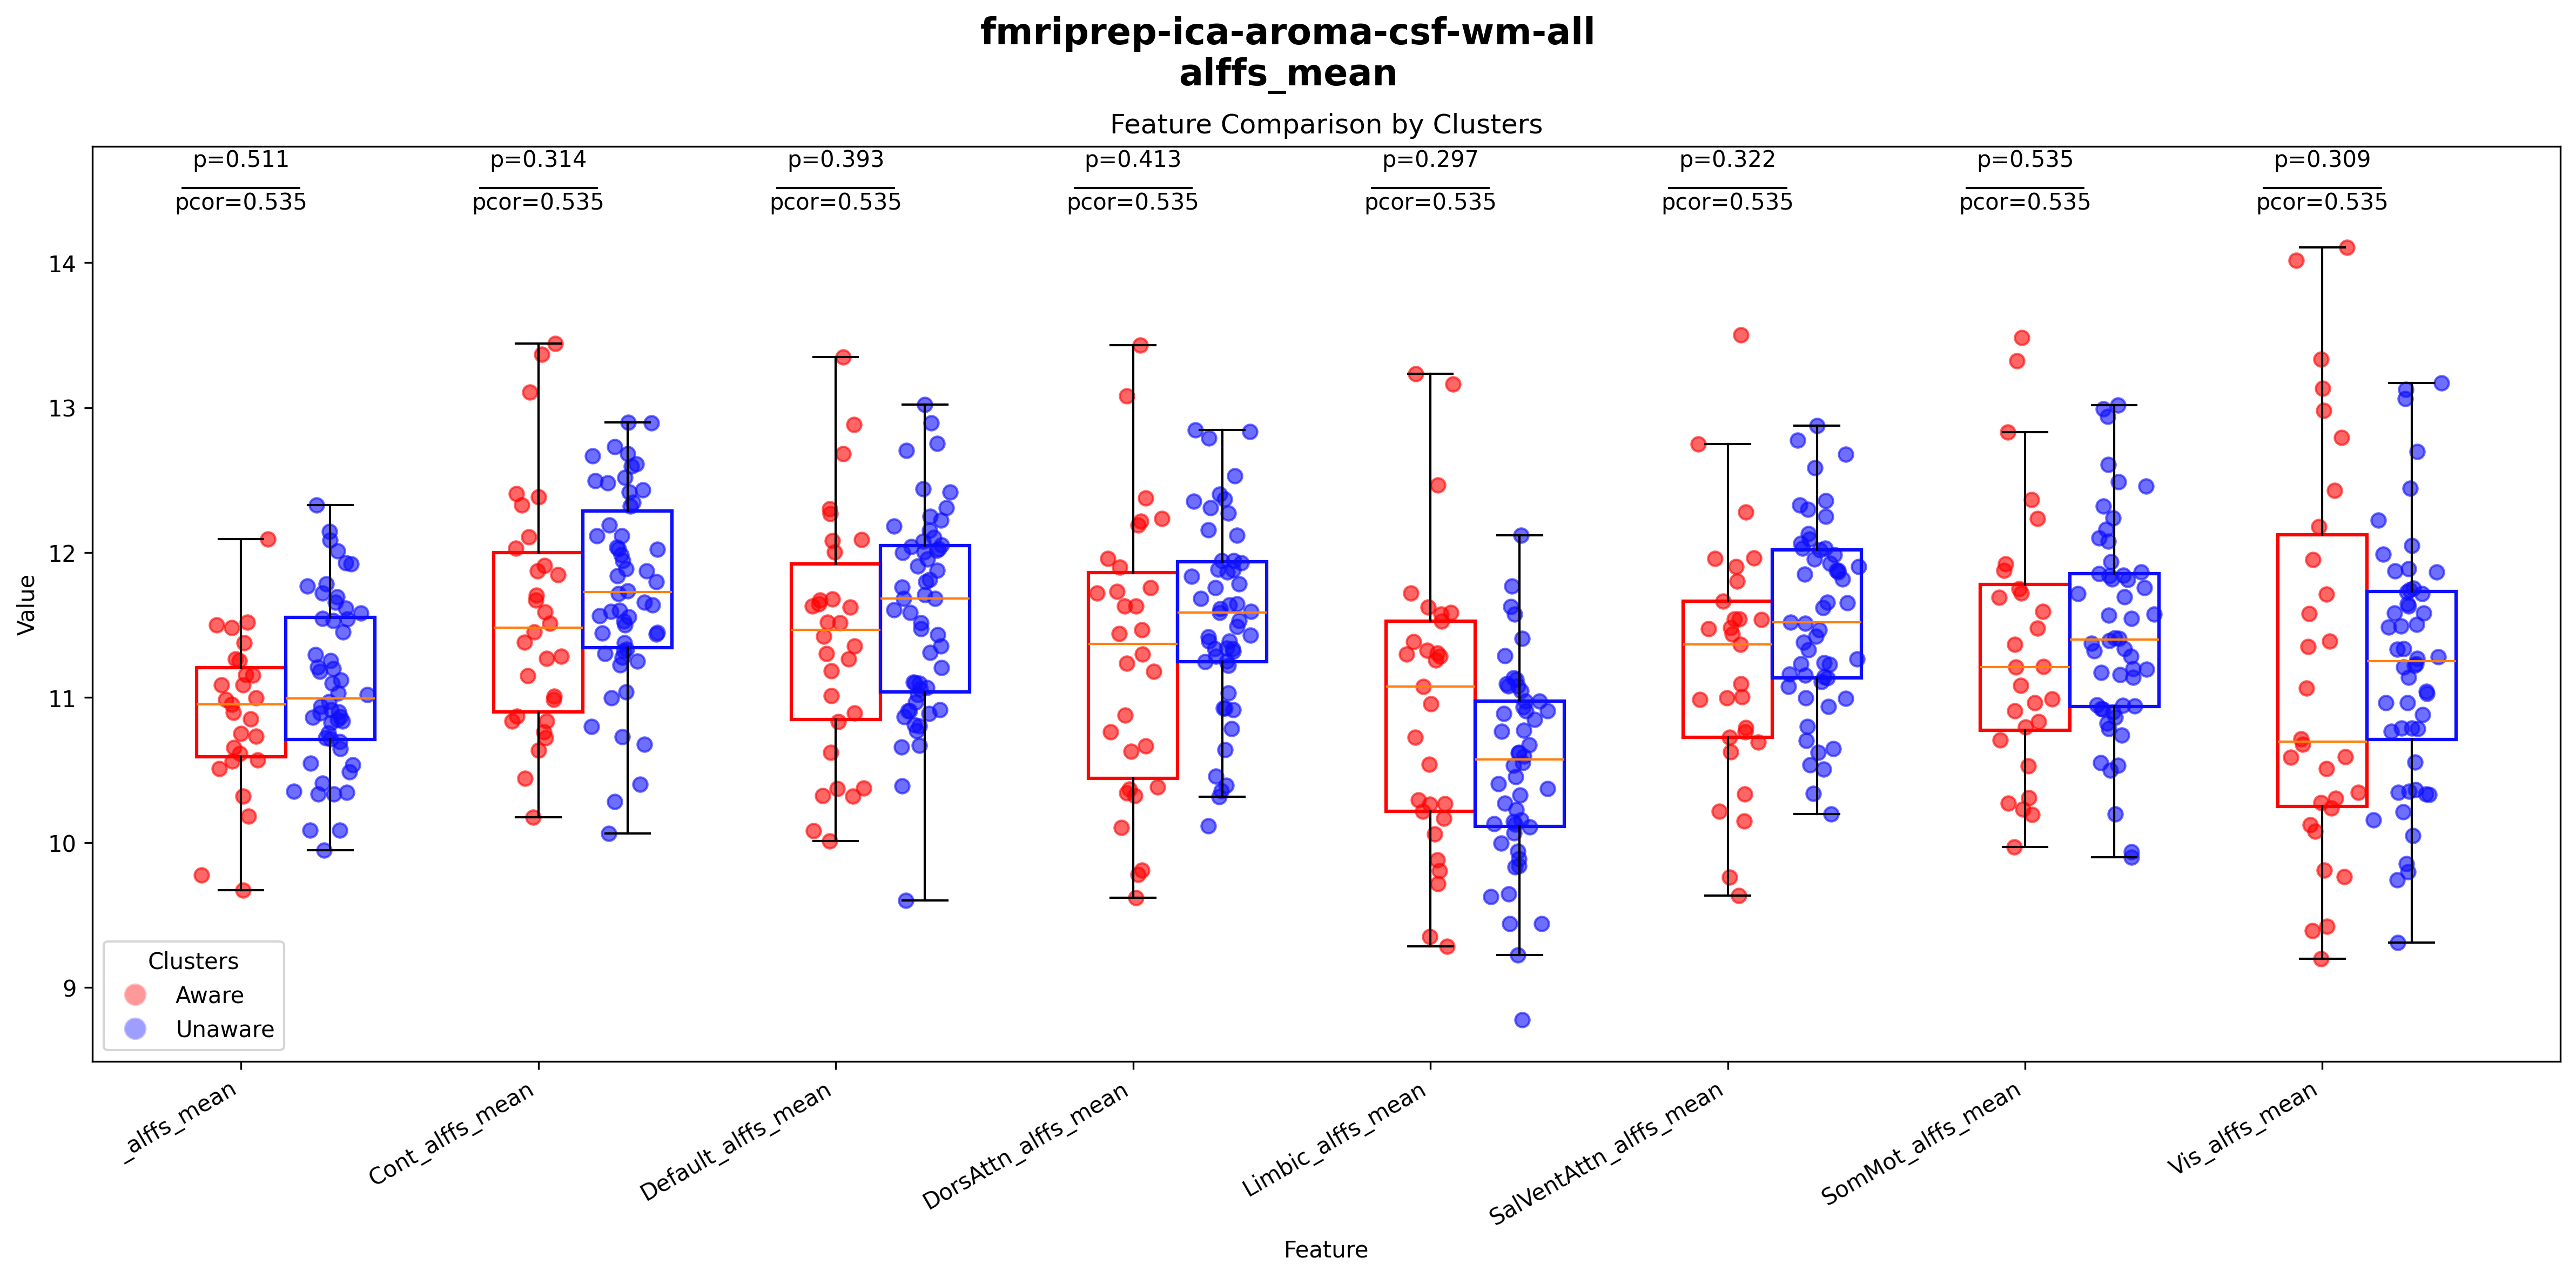 fmriprep-ica-aroma-csf-wm-all
alffs_mean
Feature Comparison by Clusters
p=0.511 p=0.314 p=0.393 p=0.413 p=0.297 p=0.322 p=0.535 p=0.309
pcor=0.535 pcor=0.535 pcor=0.535 pcor=0.535 pcor=0.535 pcor=0.535 pcor=0.535 pcor=0.535
14
13
12
11
10
9
Value
Clusters
Aware
Unaware
_alffs_mean
Cont_alffs_mean
Default_alffs_mean
DorsAttn_alffs_mean
Limbic_alffs_mean
SalVentAttn_alffs_mean
SomMot_alffs_mean
Vis_alffs_mean
Feature